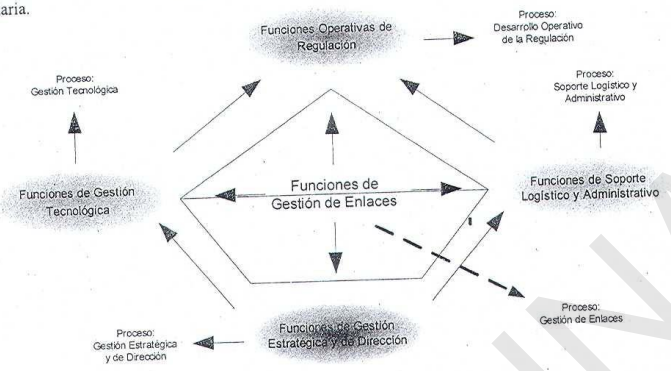 aria.
Funciones Operativas de
Regulación
Proceso:
Desarrollo Operativo
de la Regulación
Proceso:
Gestión Tecnológica
Proceso:
Soporte Logístico y
Administrativo
Funciones de Gestión
Tecnológica
Funciones de
Gestión de Enlaces
Funciones de Soporte
Logístico y Administrativo
Funciones de Gestión
Estratégica y de Dirección
Proceso:
Gestión Estratégica
y de Dirección
Proceso:
Gestión de Enlaces